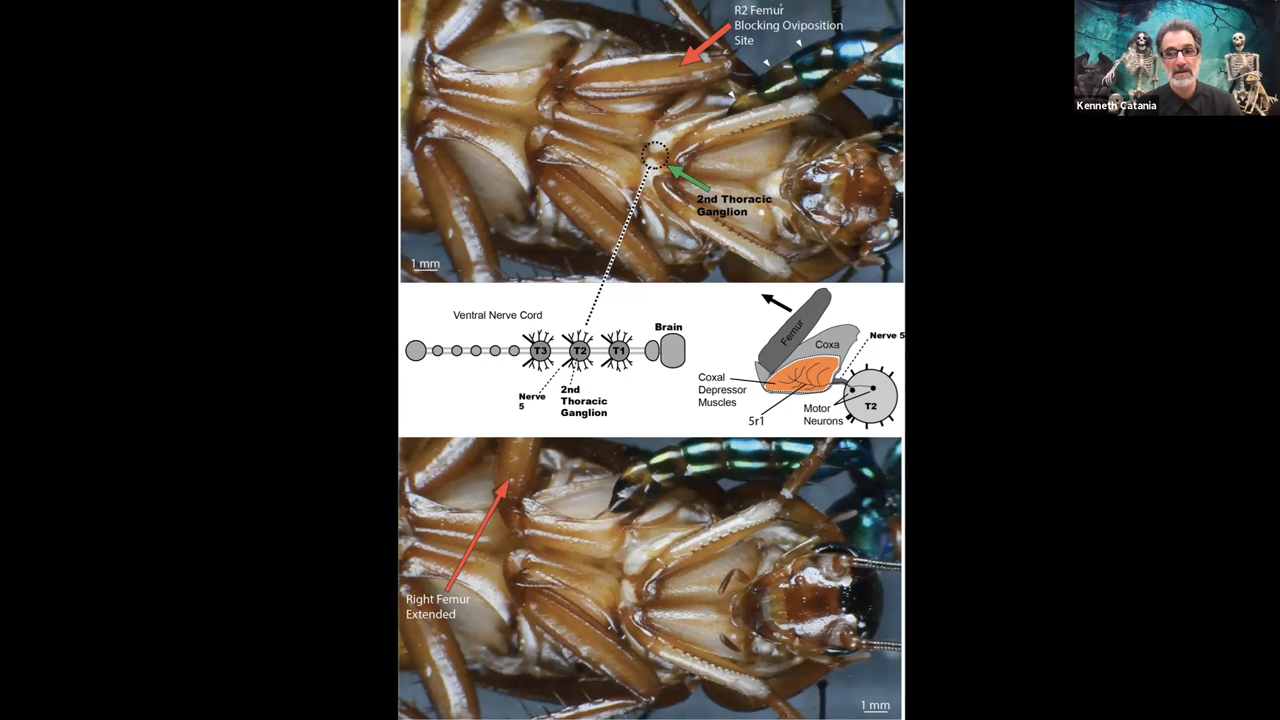 R2 Femur
Blocking Oviposition
Site
Kenneth Catania
2nd Thoracic
Ganglion
1 mm
Ventral Nerve Cord
Brain
T3
T2
T1
Nerve
5
2nd
Thoracic
Ganglion
Femur
Coxa
Nerve 5
Coxal
Depressor
Muscles
5r1
Motor
Neurons
T2
Right Femur
Extended
1 mm